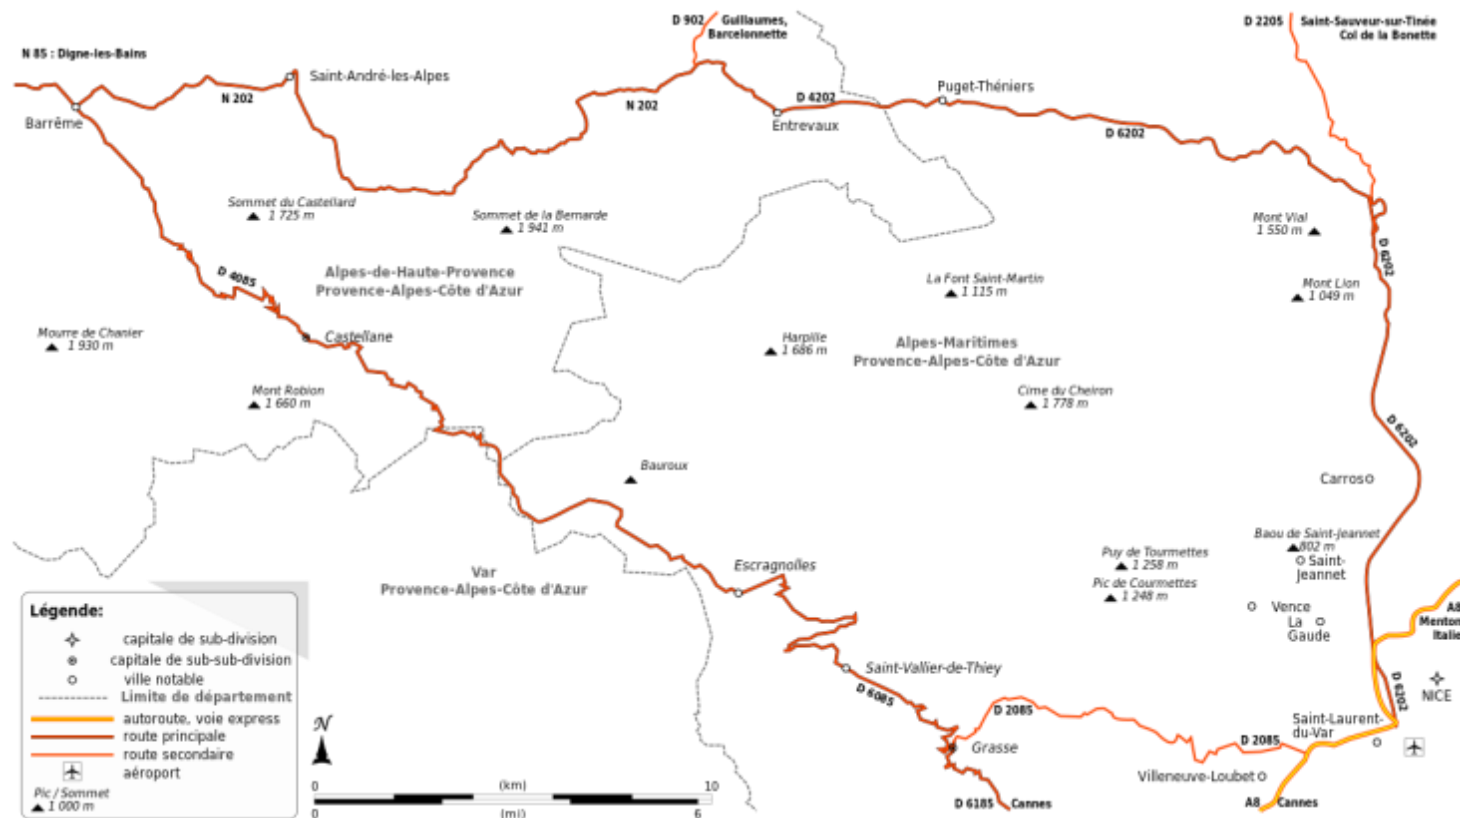 D 902
Guillaumes,
Barcelonnette
D 2205
Saint-Sauveur-sur-Tinée
Col de la Bonette
N 85 : Digne-les-Bains
Saint-André-les-Alpes
N 202
Barrême
N 202
D 4202
Entrevaux
Puget-Théniers
D 6202
Sommet du Castellard
1 725 m
Sommet de la Bernarde
1 941 m
Mont Vial
1 550 m
D 6202
D 4085
Alpes-de-Haute-Provence
Provence-Alpes-Côte d'Azur
La Font Saint-Martin
1 115 m
Mont Lion
1 049 m
Mourre de Chanier
1 930 m
Castellane
Harpille
1 686 m
Alpes-Maritimes
Provence-Alpes-Côte d'Azur
Mont Robion
1 660 m
Cime du Cheiron
1 778 m
D 6202
Bauroux
Carros
Baou de Saint-Jeannet
802 m
Saint-
Jeannet
Puy de Tourmettes
1 258 m
Pic de Courmettes
1 248 m
Var
Provence-Alpes-Côte d'Azur
Escragnolles
Vence
La
Gaude
A8
Menton
Italie
Saint-Vallier-de-Thiey
D 6085
D 6202
NICE
D 2085
Saint-Laurent-
du-Var
D 2085
Grasse
Villeneuve-Loubet
D 6185
Cannes
A8
Cannes
Légende:
capitale de sub-division
capitale de sub-sub-division
ville notable
Limite de département
autoroute, voie express
route principale
route secondaire
aéroport
Pic / Sommet
1 000 m
N
0
(km)
10
0
(mi)
6